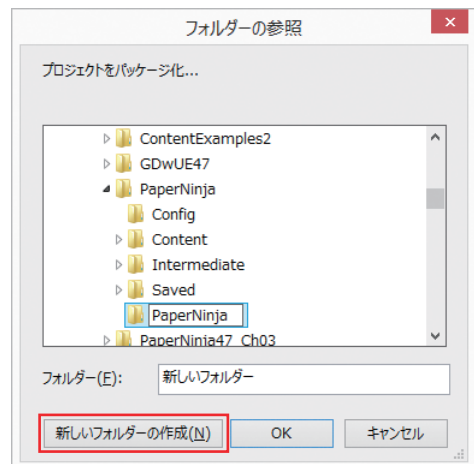 フォルダーの参照
プロジェクトをパッケージ化...
ContentExamples2
GDwUE47
PaperNinja
Config
Content
Intermediate
Saved
PaperNinja
PaperNinja47_Ch03
フォルダー(F): 新しいフォルダー
新しいフォルダーの作成(N) OK キャンセル